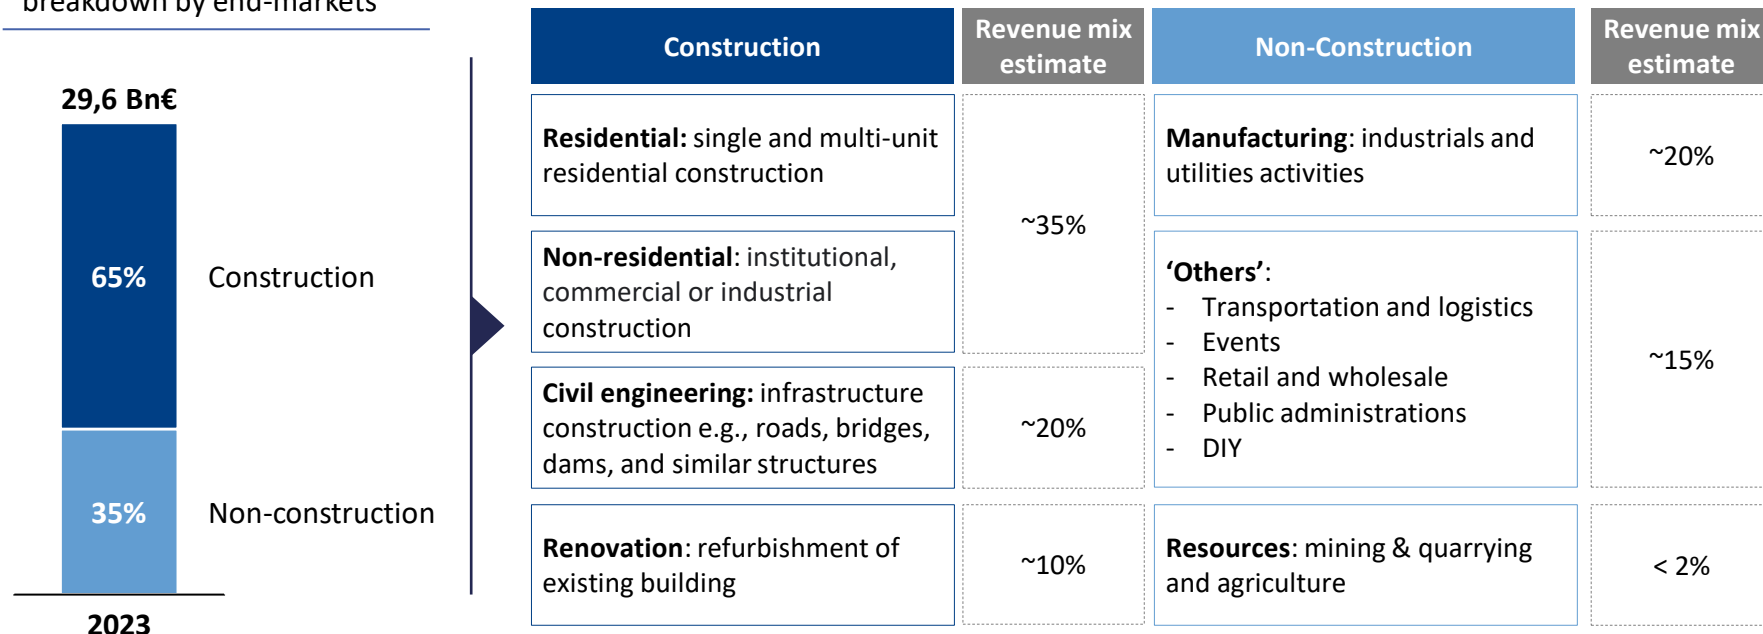 breakdown by end-markets
29,6 Bn€
65%
Construction
35%
Non-construction
2023
Construction
Revenue mix
estimate
Non-Construction
Revenue mix
estimate
Residential: single and multi-unit
residential construction
~35%
Manufacturing: industrials and
utilities activities
~20%
Non-residential: institutional,
commercial or industrial
construction
‘Others’:
- Transportation and logistics
- Events
- Retail and wholesale
- Public administrations
- DIY
~15%
Civil engineering: infrastructure
construction e.g., roads, bridges,
dams, and similar structures
~20%
Renovation: refurbishment of
existing building
~10%
Resources: mining & quarrying
and agriculture
< 2%